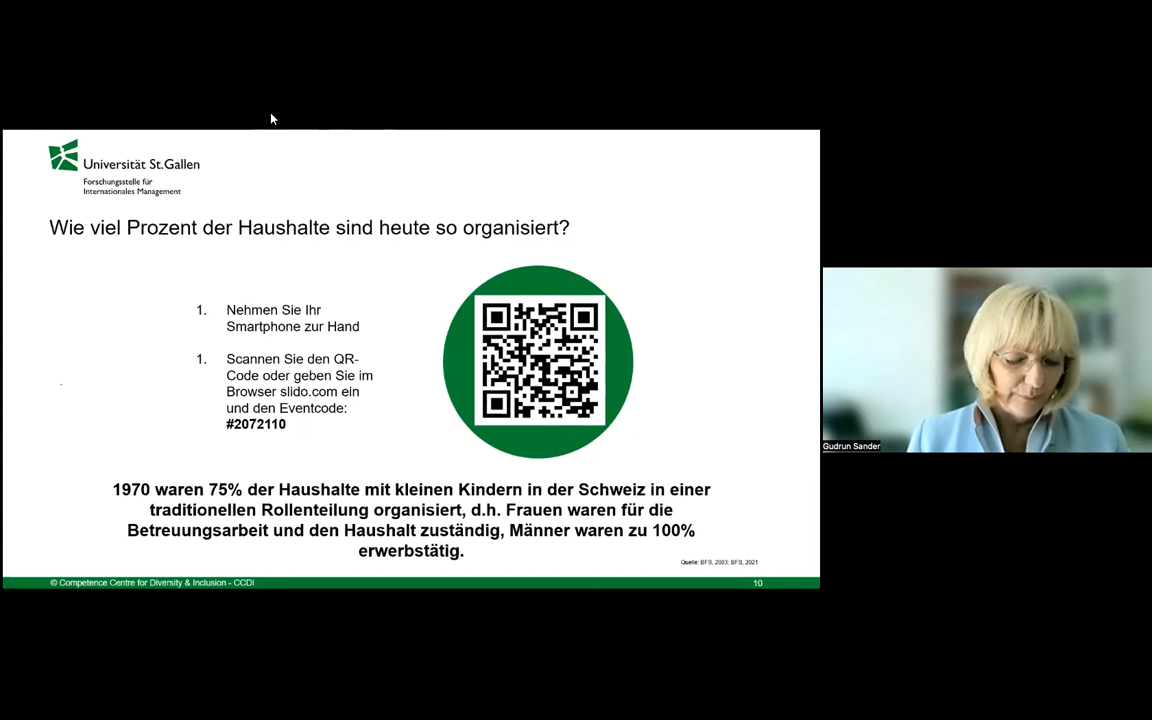 Universität St.Gallen
Forschungsstelle für
Internationales Management
Wie viel Prozent der Haushalte sind heute so organisiert?
1. Nehmen Sie Ihr
Smartphone zur Hand
1. Scannen Sie den QR-
Code oder geben Sie im
Browser slido.com ein
und den Eventcode:
#2072110
1970 waren 75% der Haushalte mit kleinen Kindern in der Schweiz in einer
traditionellen Rollenteilung organisiert, d.h. Frauen waren für die
Betreuungsarbeit und den Haushalt zuständig, Männer waren zu 100%
erwerbstätig.
Quelle: BFS, 2003; BFS, 2021
© Competence Centre for Diversity & Inclusion - CCDI
10
Gudrun Sander